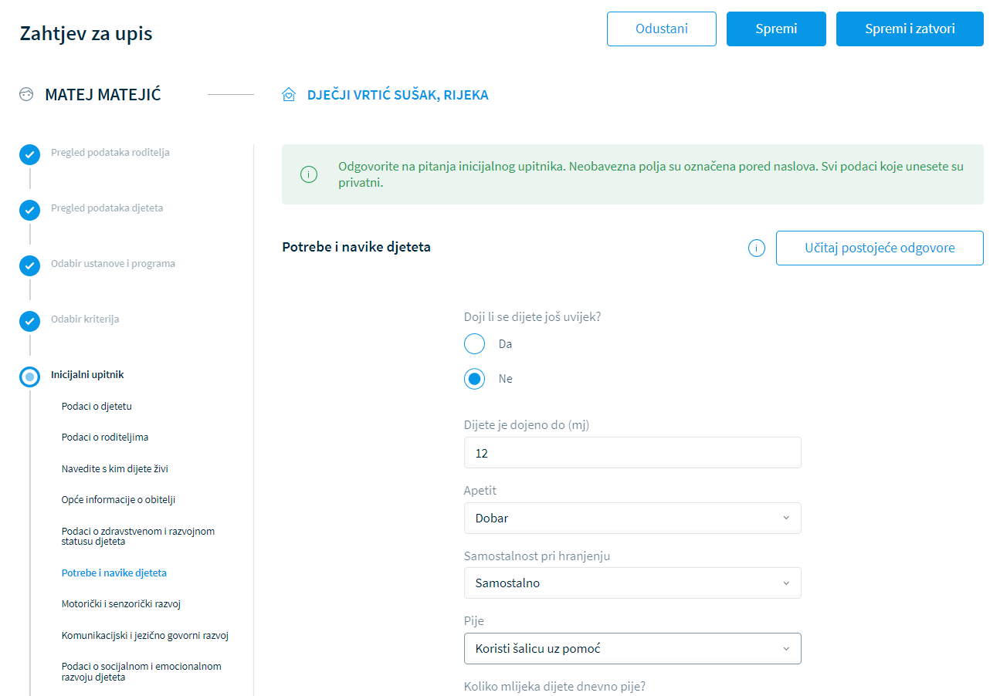 Zahtjev za upis
Odustani
Spremi
Spremi i zatvori
MATEJ MATEJIĆ
DJEČJI VRTIĆ SUŠAK, RIJEKA
Pregled podataka roditelja
Pregled podataka djeteta
Odabir ustanove i programa
Odabir kriterija
Inicijalni upitnik
Podaci o djetetu
Podaci o roditeljima
Navedite s kim dijete živi
Opće informacije o obitelji
Podaci o zdravstvenom i razvojnom
statusu djeteta
Potrebe i navike djeteta
Motorički i senzorički razvoj
Komunikacijski i jezično govorni razvoj
Podaci o socijalnom i emocionalnom
razvoju djeteta
Odgovorite na pitanja inicijalnog upitnika. Neobavezna polja su označena pored naslova. Svi podaci koje unesete su
privatni.
Potrebe i navike djeteta
Učitaj postojeće odgovore
Doji li se dijete još uvijek?
Da
Ne
Dijete je dojeno do (mj)
12
Apetit
Dobar
Samostalnost pri hranjenju
Samostalno
Pije
Koristi šalicu uz pomoć
Koliko mlijeka dijete dnevno pije?